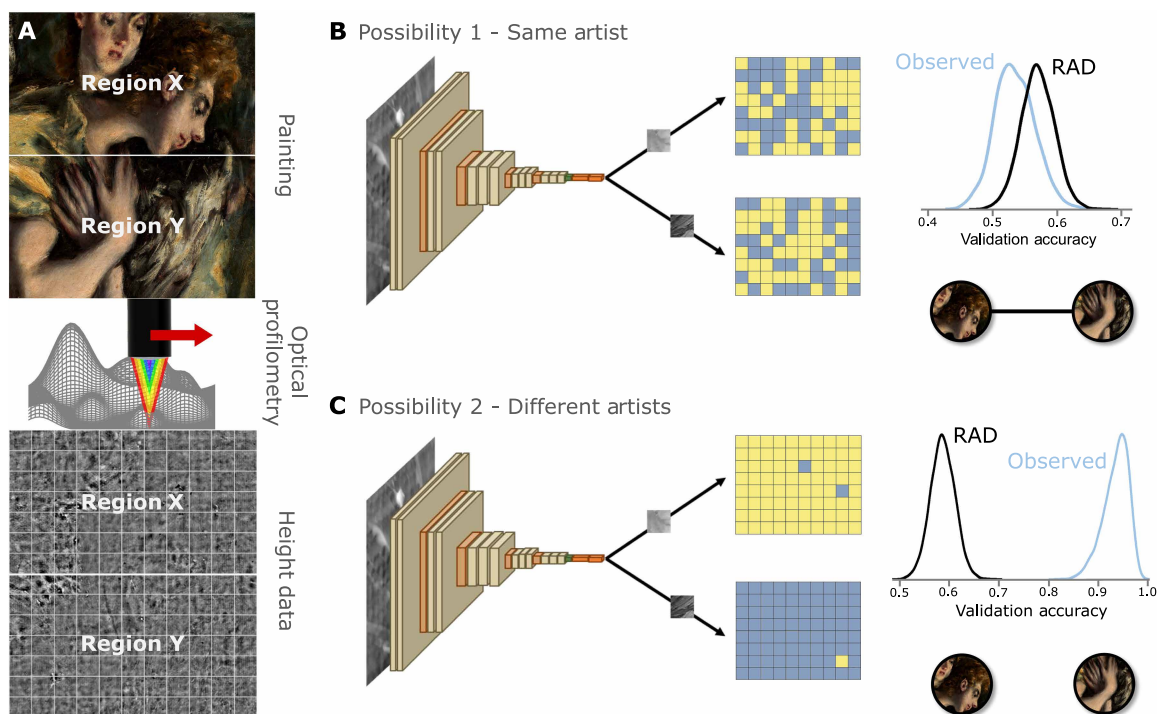 A
Region X
Region Y
Painting
Optical
profilometry
Region X
Region Y
Height data
B Possibility 1 - Same artist
Observed
RAD
0.4 0.5 0.6 0.7
Validation accuracy
C Possibility 2 - Different artists
RAD
Observed
0.5 0.6 0.7 0.8 0.9 1.0
Validation accuracy